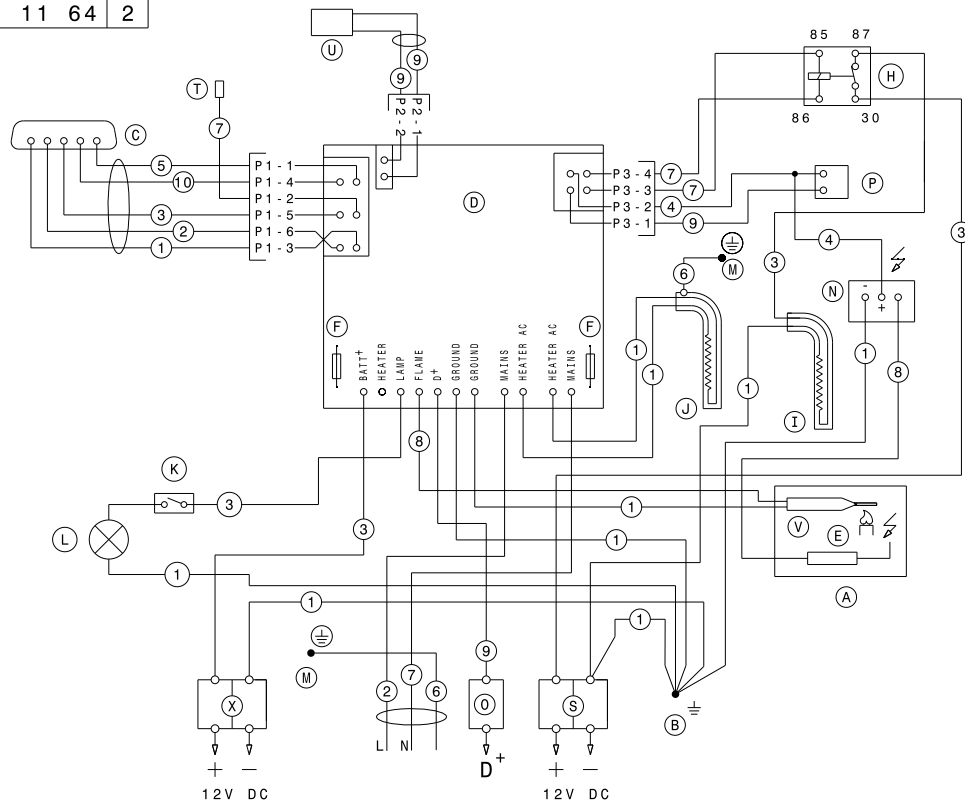 11 64 2
U
9
9
P2-2
P2-1
T
7
C
5
10
3
2
1
P1-1
P1-4
P1-2
P1-5
P1-6
P1-3
D
P3-4
P3-3
P3-2
P3-1
7
7
4
9
85 87
H
86 30
P
3
4
3
M
6
N
-
+
1
8
F
F
BATT+
HEATER
LAMP
FLAME
D+
GROUND
GROUND
MAINS
HEATER AC
HEATER AC
MAINS
1
1
J
1
I
8
K
3
L
3
1
1
1
V
E
A
1
1
M
9
2
7
6
X
O
S
B
L N
+ −
12V DC
D+
+ −
12V DC